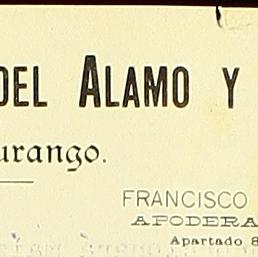 DEL ALAMO Y
urango.
FRANCISCO
APODERA
Apartado 8